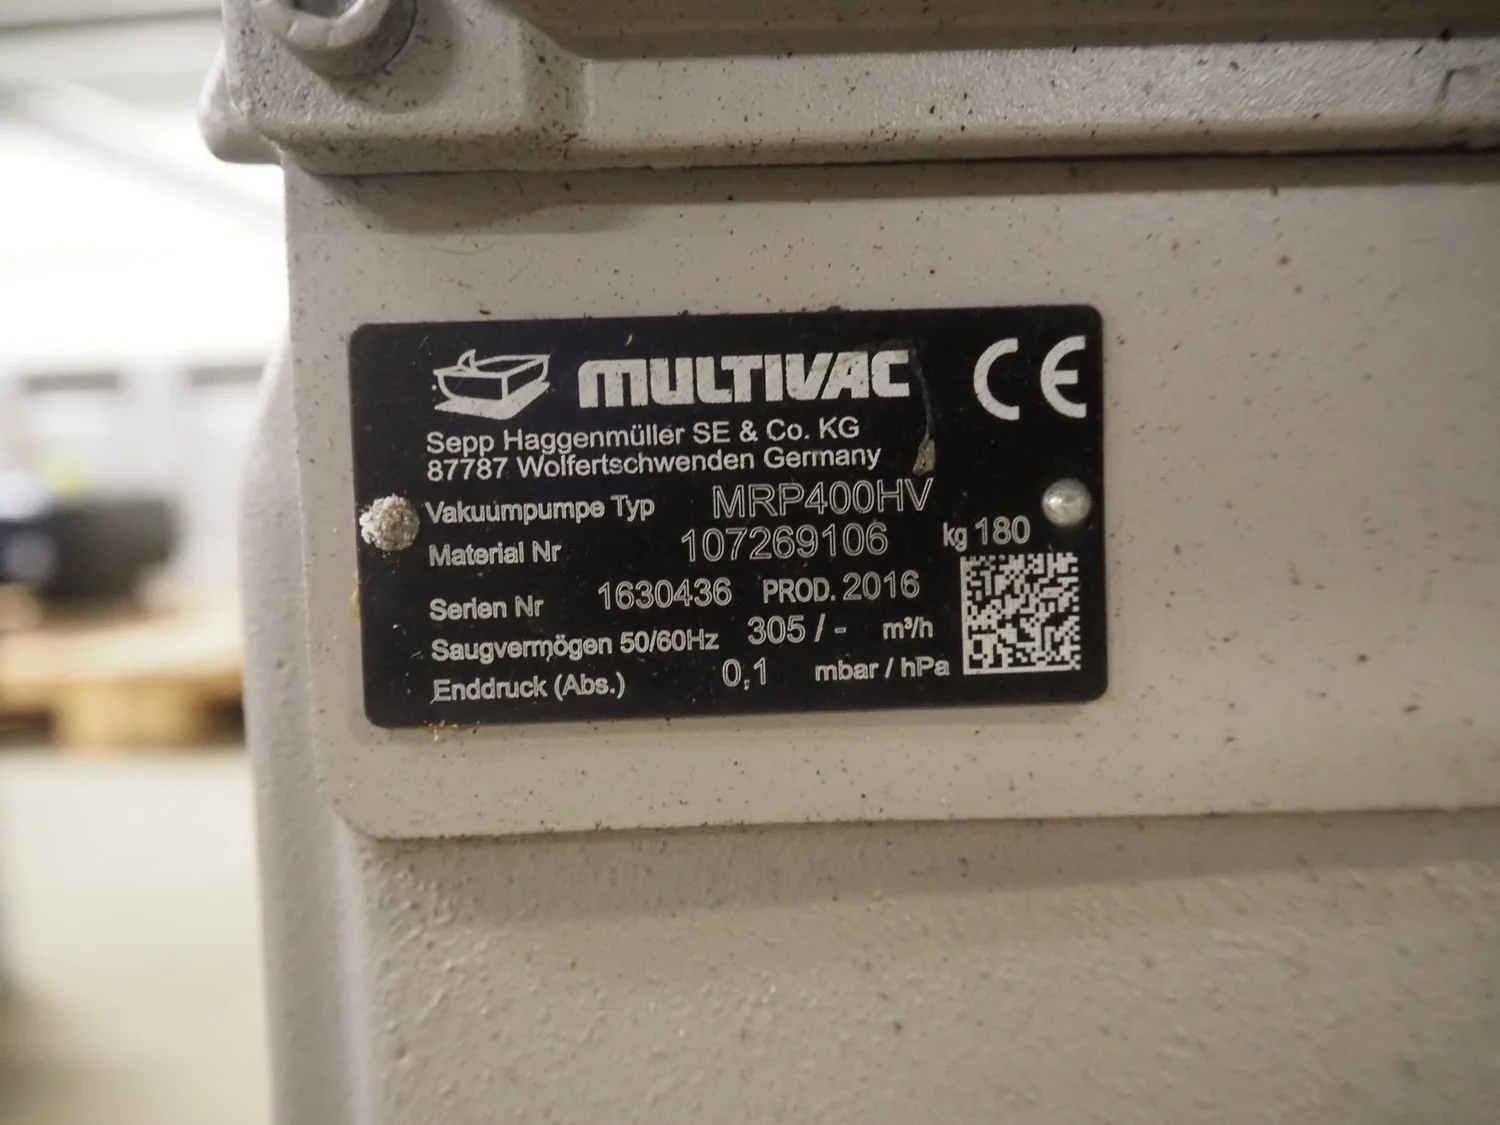 MULTIVAC CE
Sepp Haggenmüller SE & Co. KG
87787 Wolfertschwenden Germany
Vakuumpumpe Typ MRP400HV
Material Nr 107269106 kg 180
Serien Nr 1630436 PROD. 2016
Saugvermögen 50/60Hz 305 / - m³/h
Enddruck (Abs.) 0,1 mbar / hPa